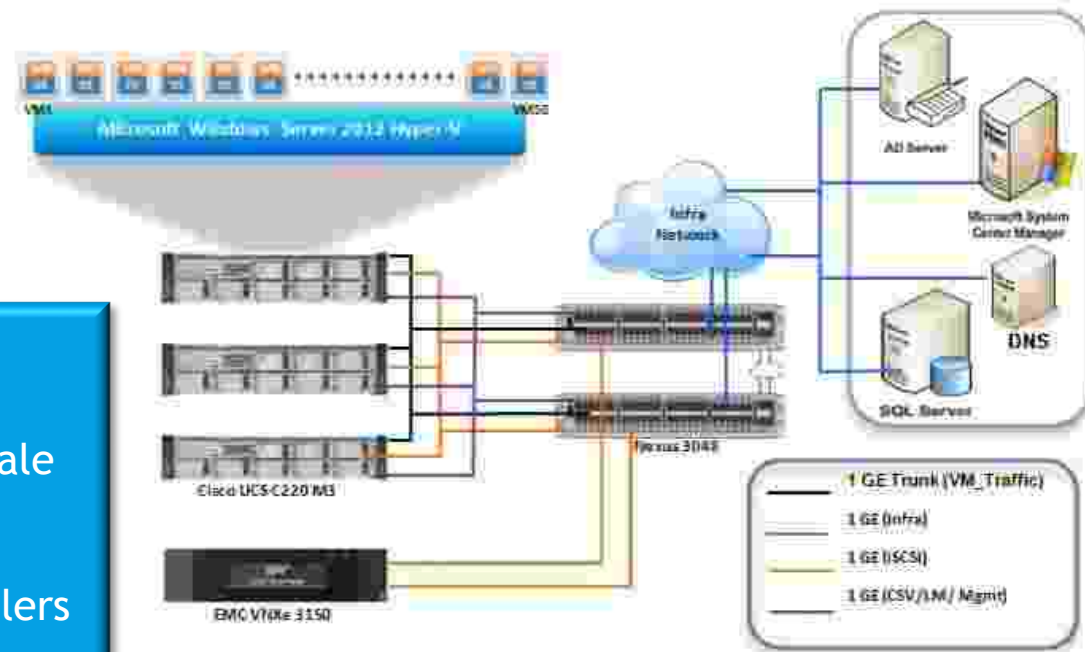 VM1
VM50
Microsoft Windows Server 2012 Hyper-V
AD Server
Infra
Network
Microsoft System
Center Manager
DNS
SQL Server
Nexus 3048
ale
Cisco UCS C220 M3
lers
EMC VNXe 3150
1 GE Trunk (VM_Traffic)
1 GE (Infra)
1 GE (iSCSI)
1 GE (CSV/LM/ Mgmt)